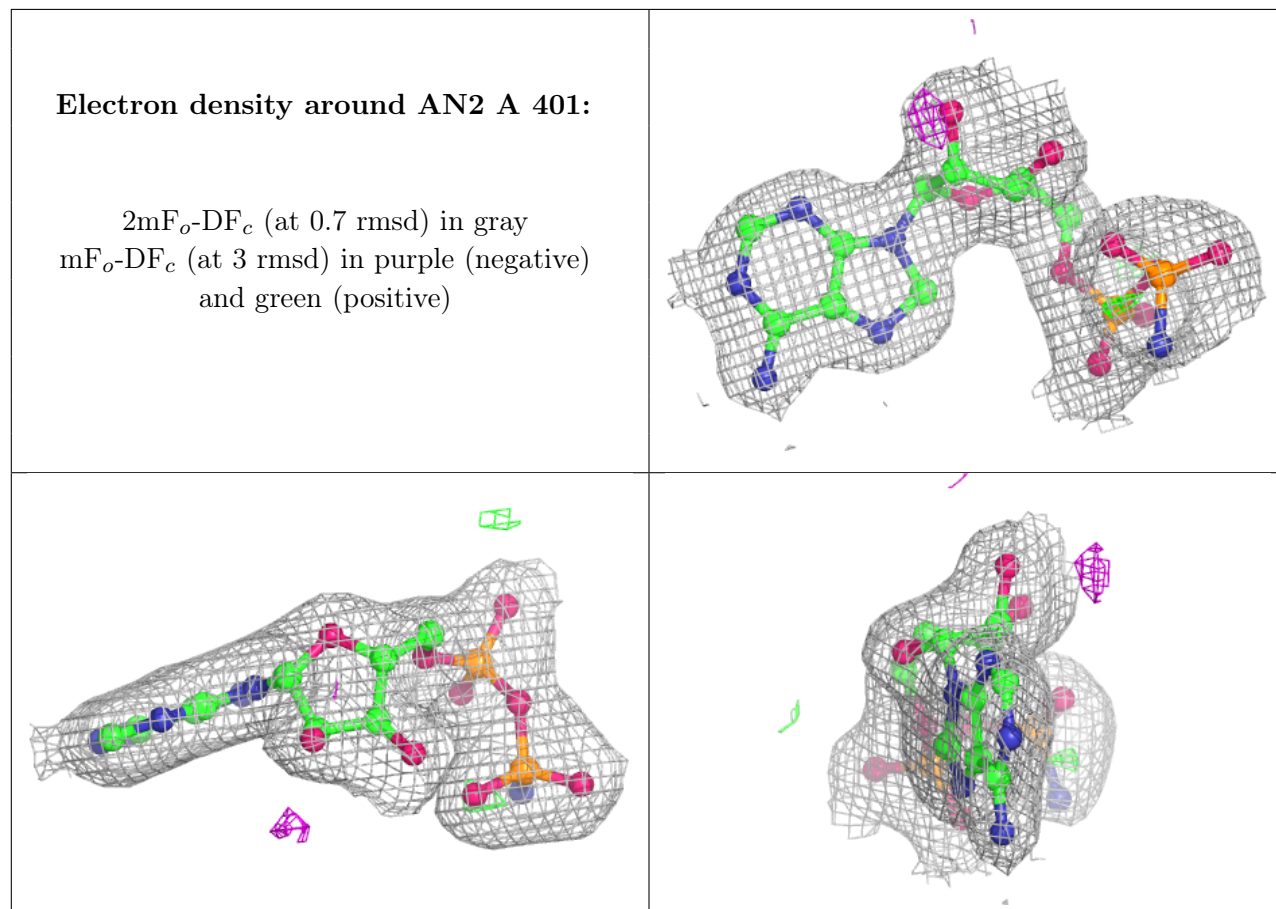 Electron density around AN2 A 401:
2mFo-DFc (at 0.7 rmsd) in gray
mFo-DFc (at 3 rmsd) in purple (negative)
and green (positive)